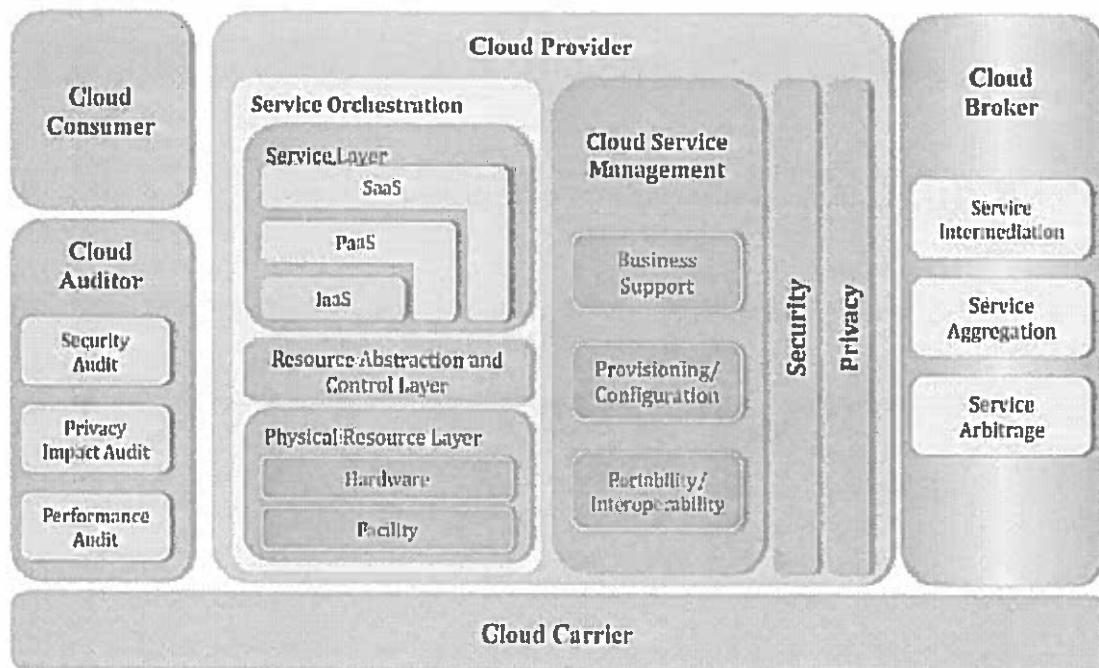 Cloud
Consumer
Cloud
Auditor
Security
Audit
Privacy
Impact Audit
Performance
Audit
Cloud Provider
Service Orchestration
Service Layer
SaaS
PaaS
IaaS
Resource Abstraction and
Control Layer
Physical Resource Layer
Hardware
Facility
Cloud Service
Management
Business
Support
Provisioning/
Configuration
Portability/
Interoperability
Security
Privacy
Cloud
Broker
Service
Intermediation
Service
Aggregation
Service
Arbitrage
Cloud Carrier